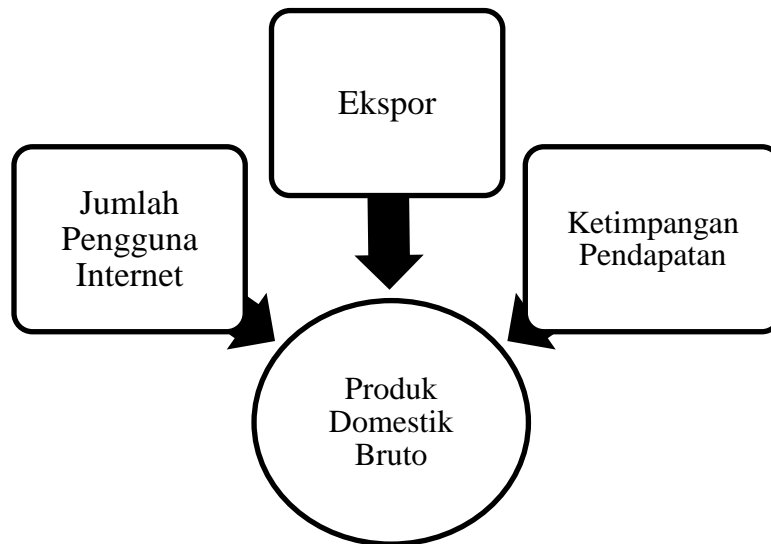 Ekspor
Jumlah
Pengguna
Internet
Ketimpangan
Pendapatan
Produk
Domestik
Bruto